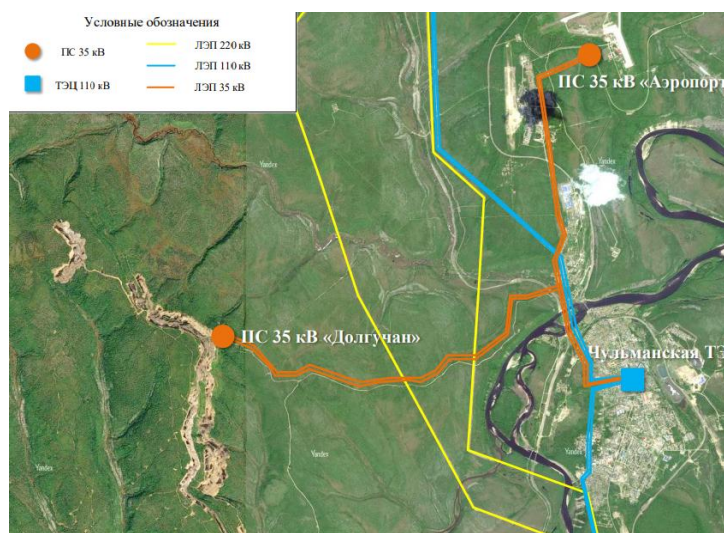 Условные обозначения
ПС 35 кВ
ТЭЦ 110 кВ
ЛЭП 220 кВ
ЛЭП 110 кВ
ЛЭП 35 кВ
ПС 35 кВ «Аэропорт
Yandex
Yandex
ПС 35 кВ «Долгучан»
Чульманская ТЭ
Yandex
Yandex
Yandex
Yandex